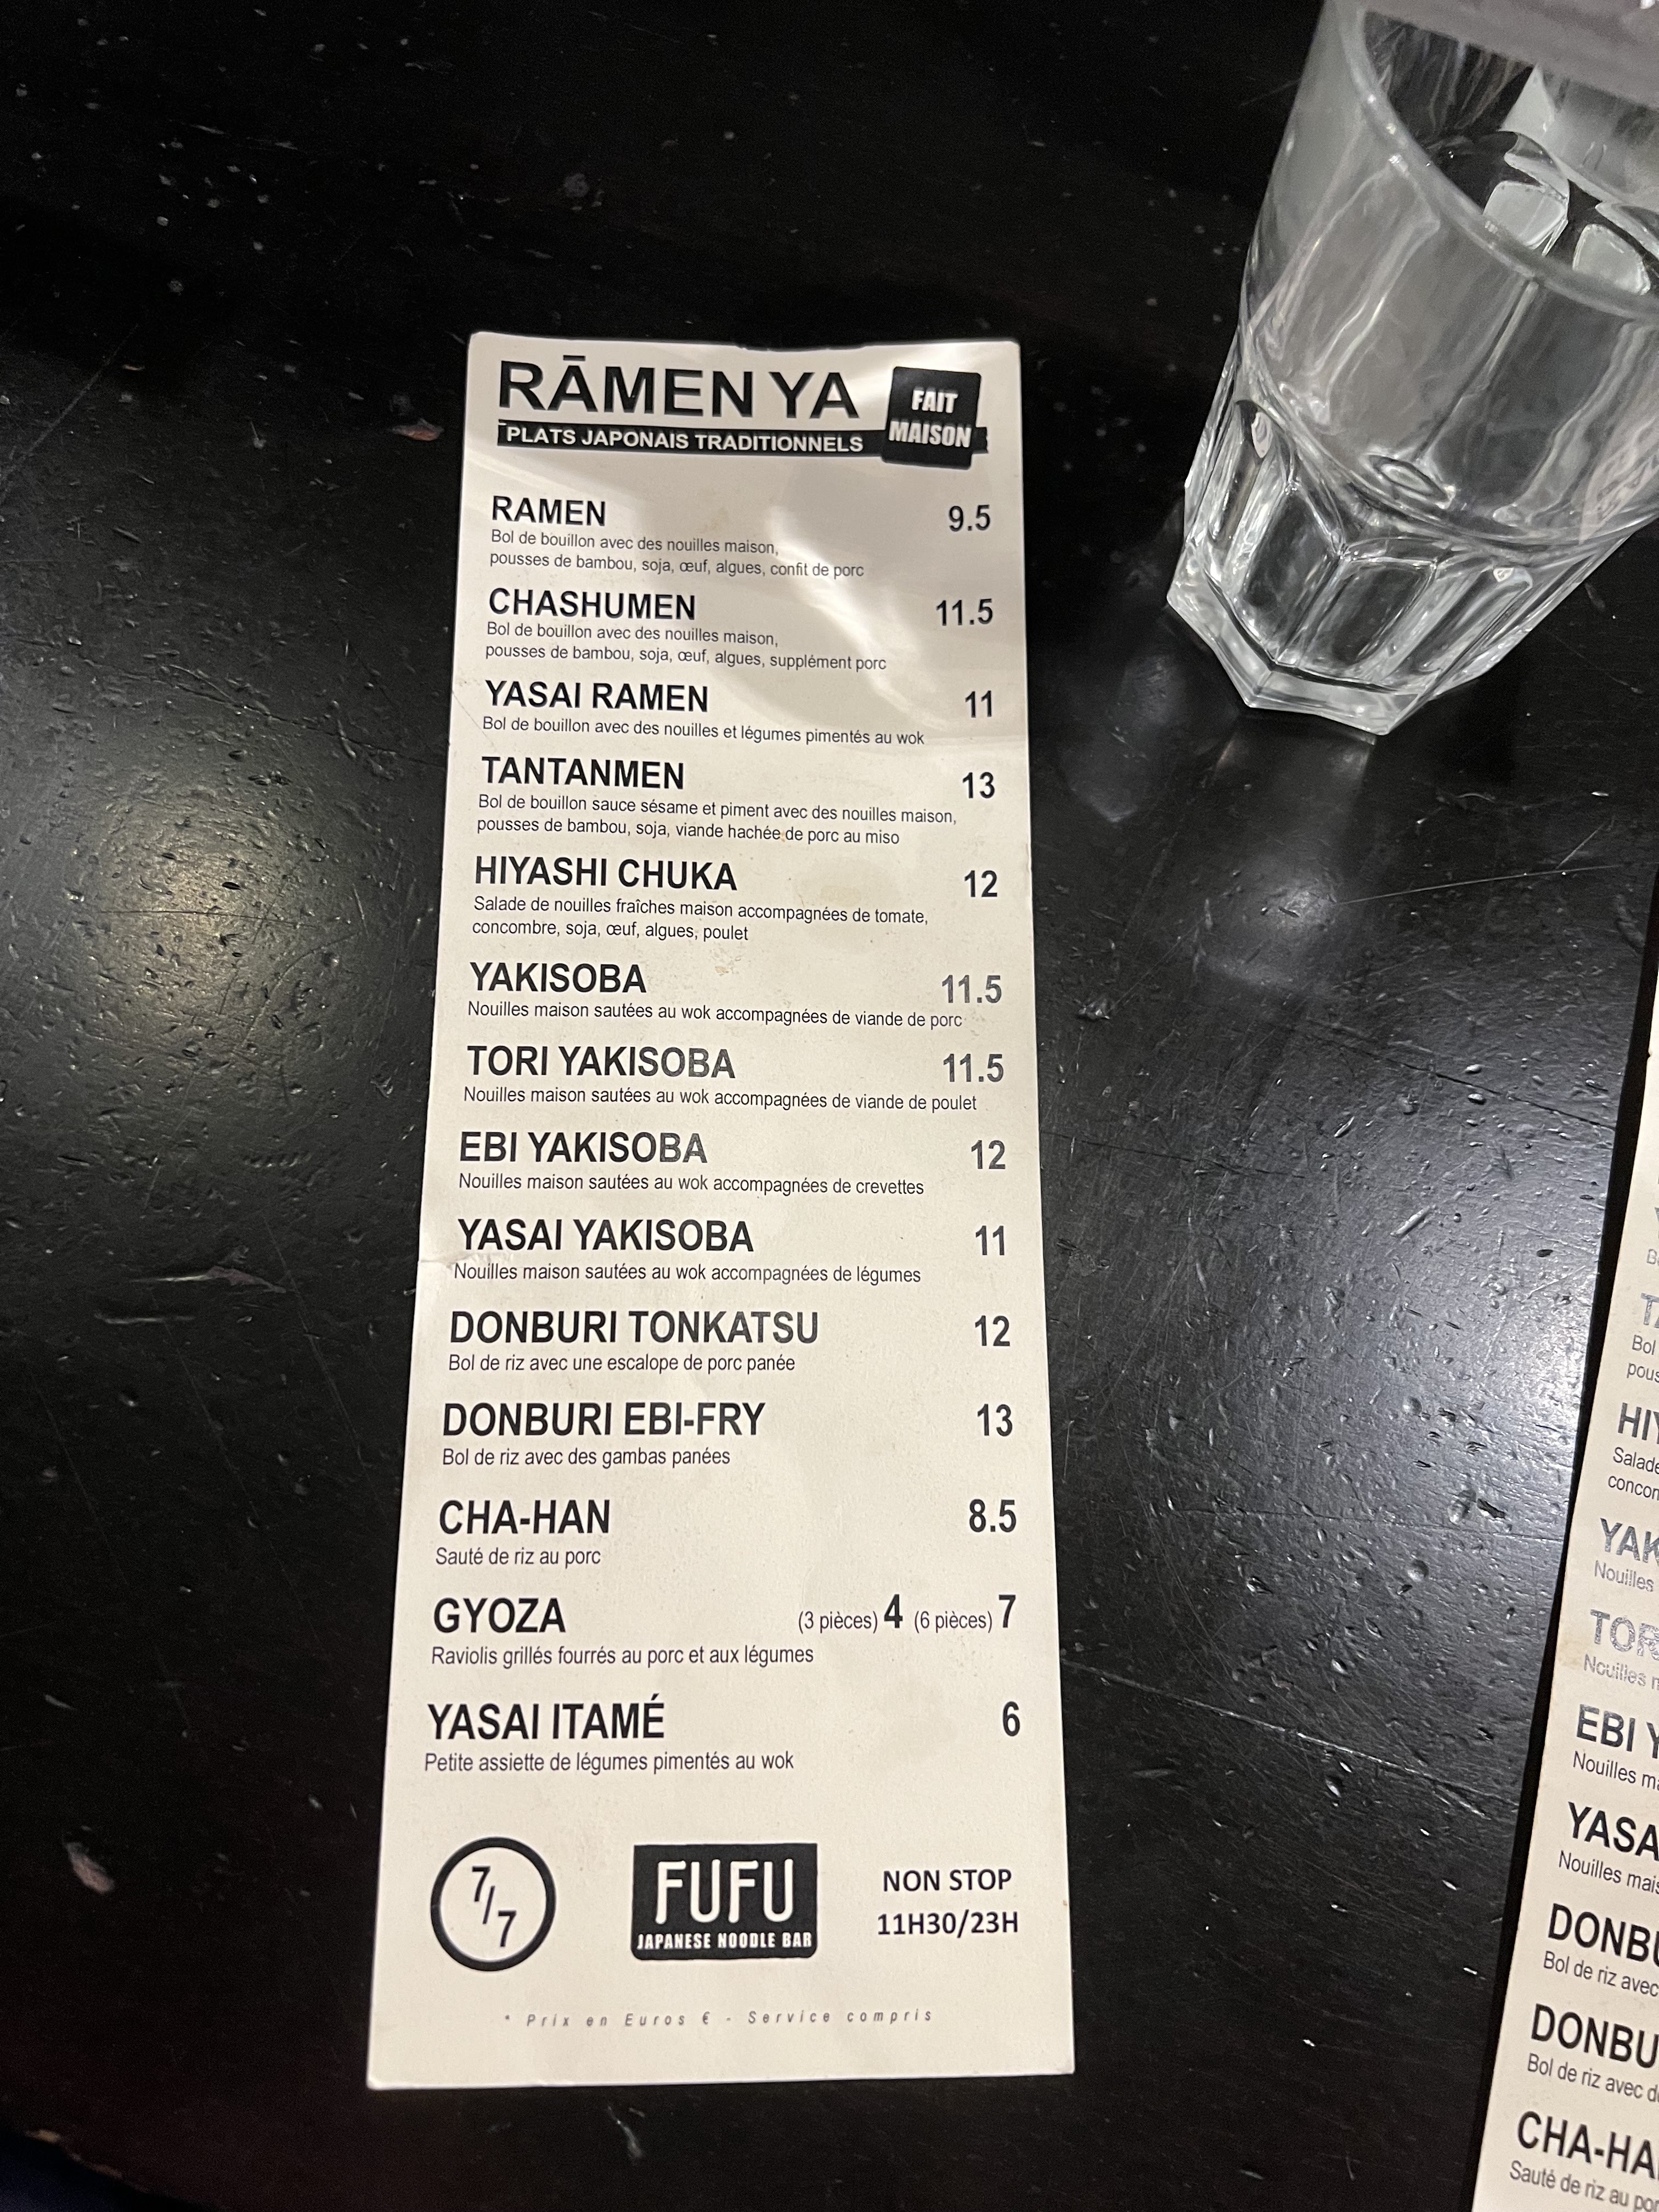 RĀMEN YA
PLATS JAPONAIS TRADITIONNELS
FAIT
MAISON
RAMEN 9.5
Bol de bouillon avec des nouilles maison,
pousses de bambou, soja, œuf, algues, confit de porc
CHASHUMEN 11.5
Bol de bouillon avec des nouilles maison,
pousses de bambou, soja, œuf, algues, supplément porc
YASAI RAMEN 11
Bol de bouillon avec des nouilles et légumes pimentés au wok
TANTANMEN 13
Bol de bouillon sauce sésame et piment avec des nouilles maison,
pousses de bambou, soja, viande hachée de porc au miso
HIYASHI CHUKA 12
Salade de nouilles fraîches maison accompagnées de tomate,
concombre, soja, œuf, algues, poulet
YAKISOBA 11.5
Nouilles maison sautées au wok accompagnées de viande de porc
TORI YAKISOBA 11.5
Nouilles maison sautées au wok accompagnées de viande de poulet
EBI YAKISOBA 12
Nouilles maison sautées au wok accompagnées de crevettes
YASAI YAKISOBA 11
Nouilles maison sautées au wok accompagnées de légumes
DONBURI TONKATSU 12
Bol de riz avec une escalope de porc panée
DONBURI EBI-FRY 13
Bol de riz avec des gambas panées
CHA-HAN 8.5
Sauté de riz au porc
GYOZA (3 pièces) 4 (6 pièces) 7
Raviolis grillés fourrés au porc et aux légumes
YASAI ITAMÉ 6
Petite assiette de légumes pimentés au wok
7/7
FUFU
JAPANESE NOODLE BAR
NON STOP
11H30/23H
* Prix en Euros € - Service compris
Bol
Salade
Nouilles
EBI
Nouilles
Nouilles
Bol de riz avec
Bol de riz avec
Sauté de riz au